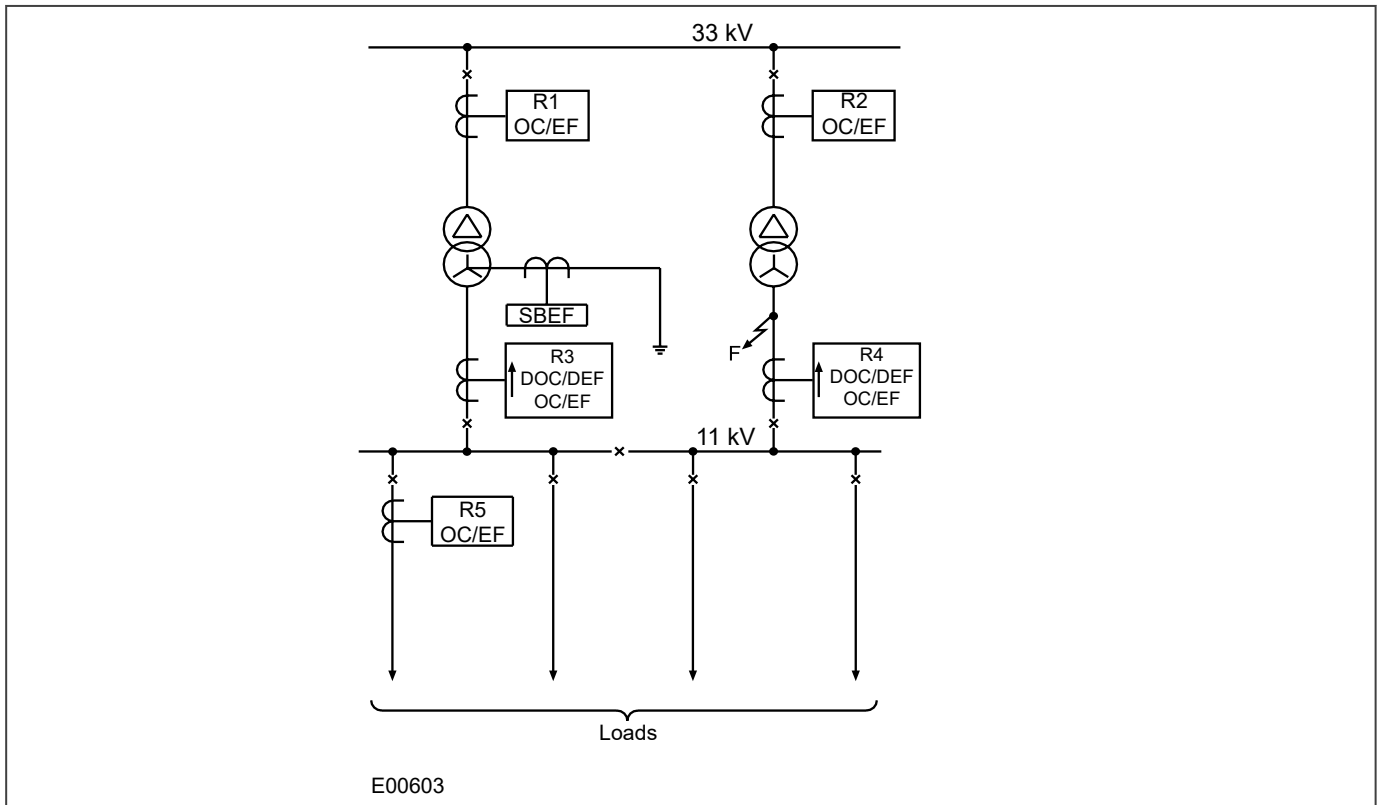 33 kV
R1
OC/EF
R2
OC/EF
SBEF
F
R3
DOC/DEF
OC/EF
R4
DOC/DEF
OC/EF
11 kV
R5
OC/EF
Loads
E00603